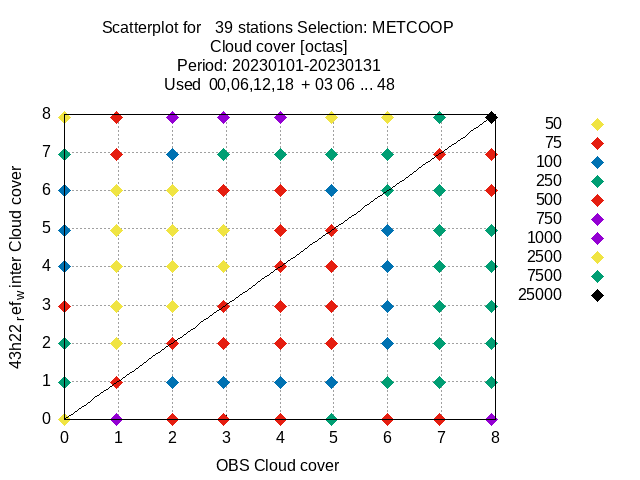 Scatterplot for 39 stations Selection: METCOOP
Cloud cover [octas]
Period: 20230101-20230131
Used 00,06,12,18 + 03 06 ... 48
8
7
6
5
4
3
2
1
0
43h22_ref_winter Cloud cover
0 1 2 3 4 5 6 7 8
OBS Cloud cover
50
75
100
250
500
750
1000
2500
7500
25000